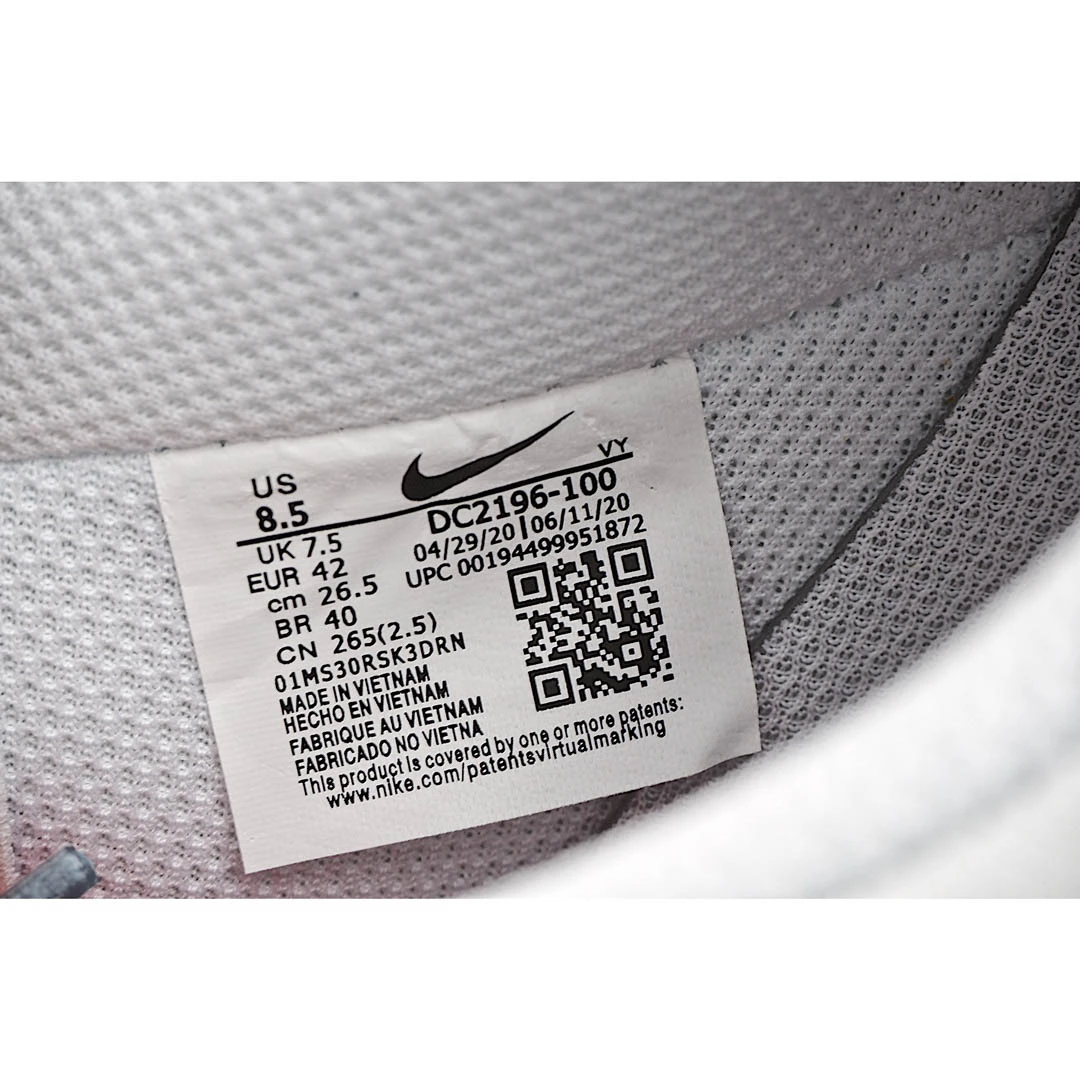 US
8.5
VY
UK 7.5
DC2196-100
EUR 42
04/29/20|06/11/20
cm 26.5
UPC 00194499951872
BR 40
CN 265(2.5)
01MS30RSK3DRN
MADE IN VIETNAM
HECHO EN VIETNAM
FABRIQUE AU VIETNAM
FABRICADO NO VIETNA
This product is covered by one or more patents:
www.nike.com/patentsvirtualmarking